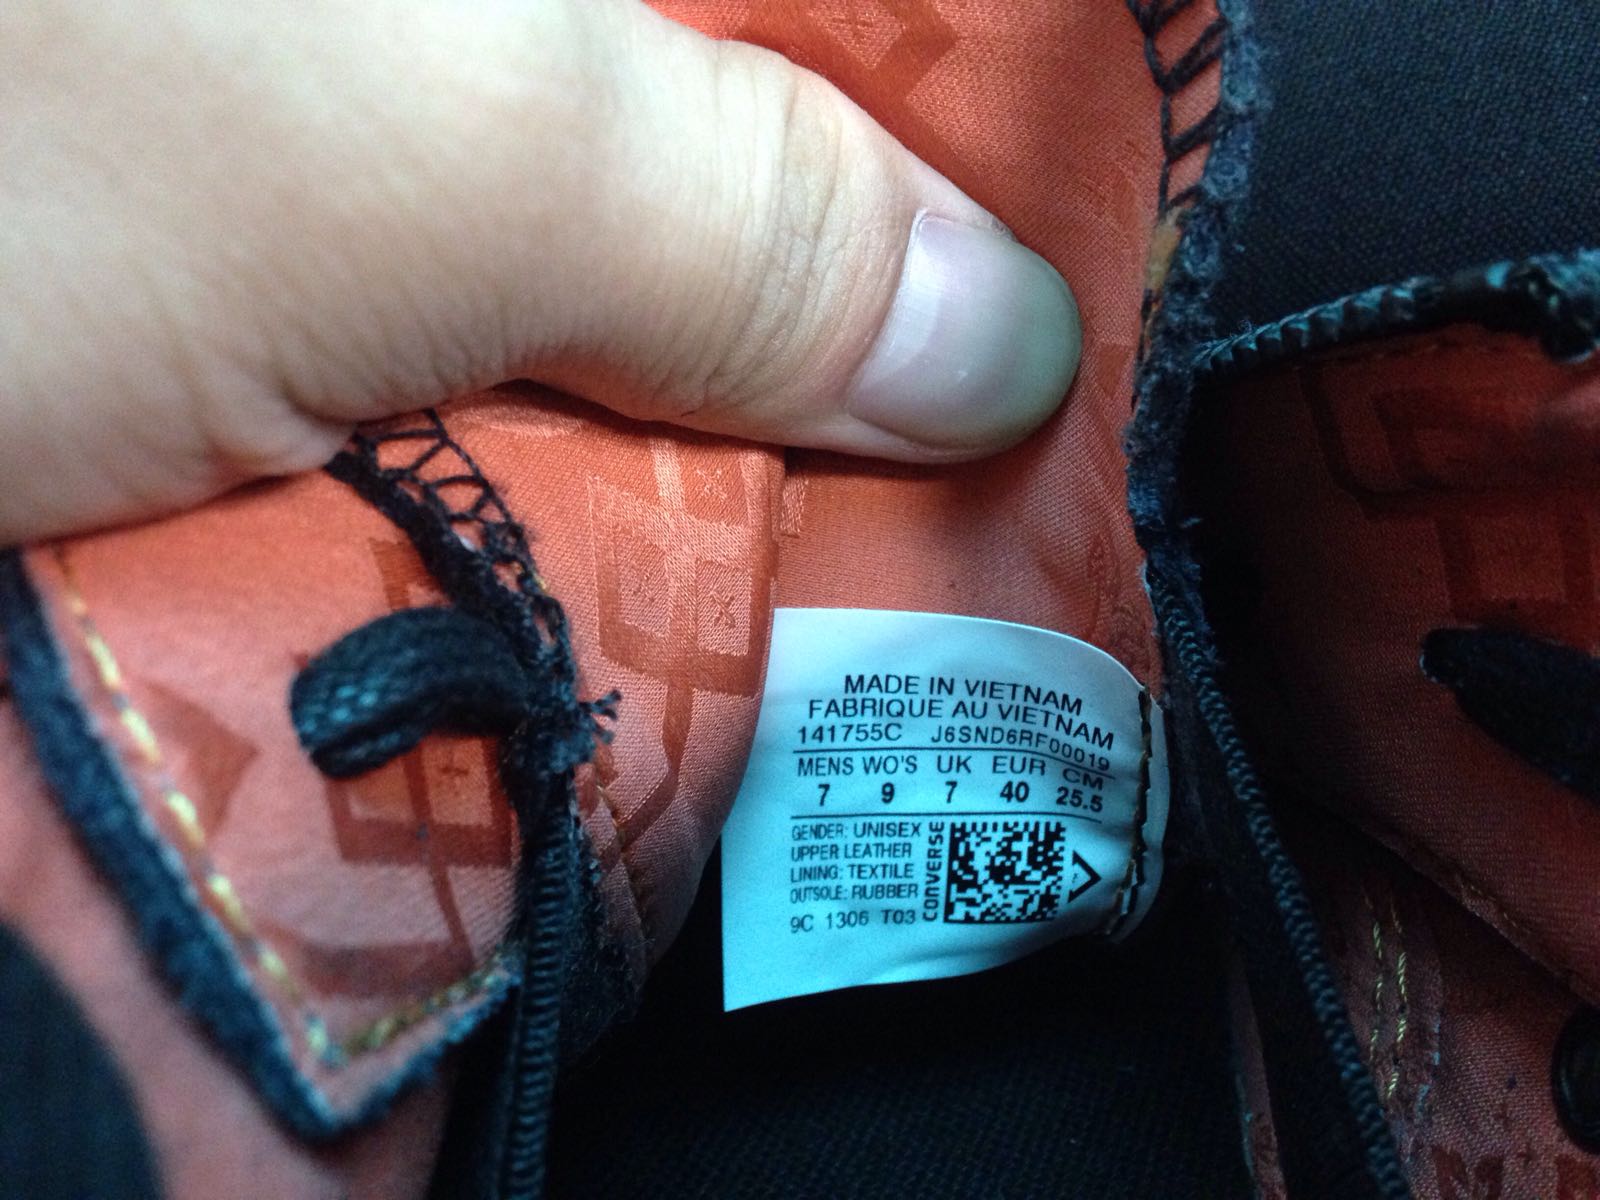 MADE IN VIETNAM
FABRIQUE AU VIETNAM
141755C J6SND6RF00019
MENS WO'S UK EUR CM
7 9 7 40 25.5
GENDER: UNISEX
UPPER LEATHER
LINING: TEXTILE
OUTSOLE: RUBBER
9C 1306 T03
CONVERSE